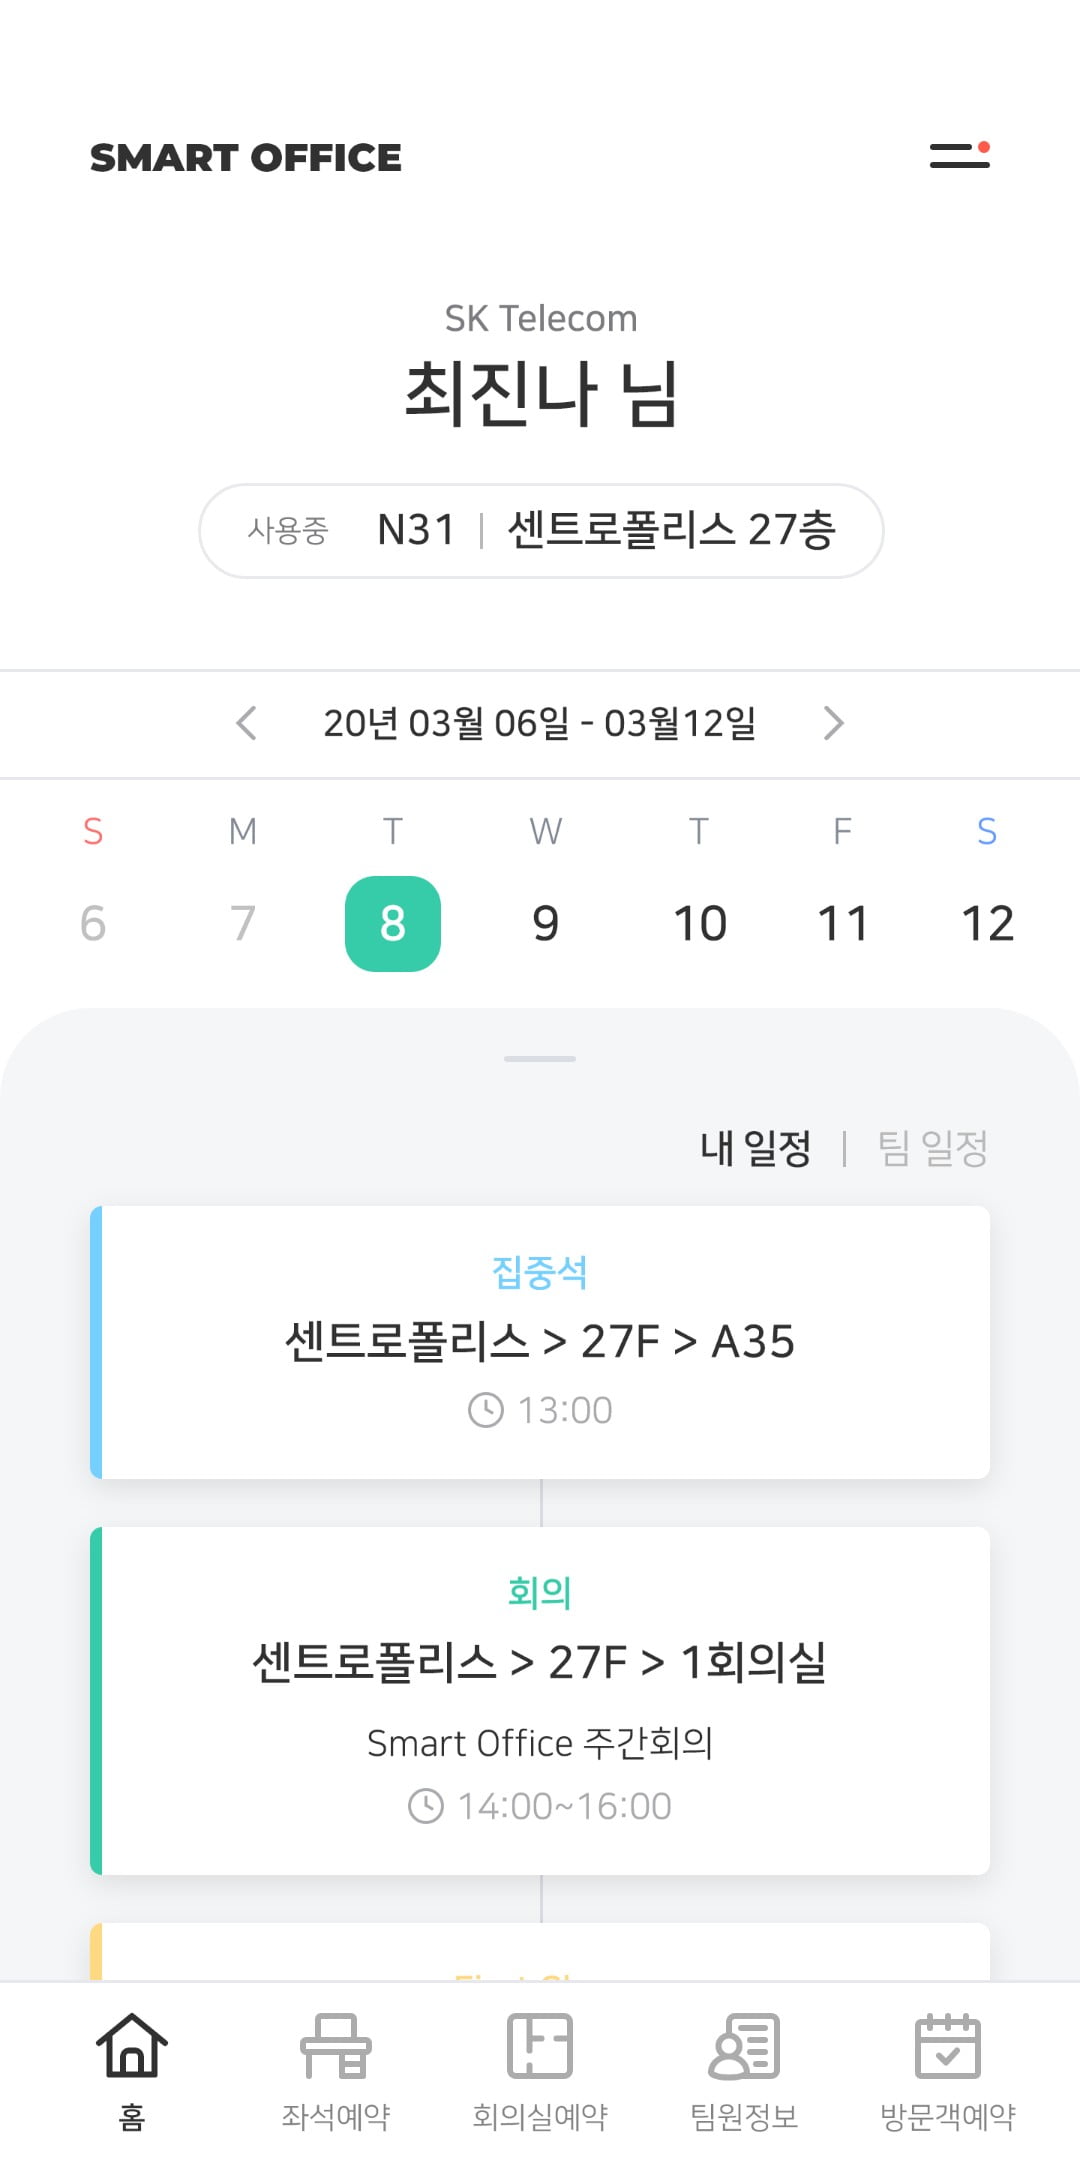 SMART OFFICE
SK Telecom
최진나 님
사용중 N31 | 센트로폴리스 27층
20년 03월 06일 - 03월12일
S M T W T F S
6 7 8 9 10 11 12
내 일정 | 팀 일정
집중석
센트로폴리스 > 27F > A35
13:00
회의
센트로폴리스 > 27F > 1회의실
Smart Office 주간회의
14:00~16:00
홈 좌석예약 회의실예약 팀원정보 방문객예약